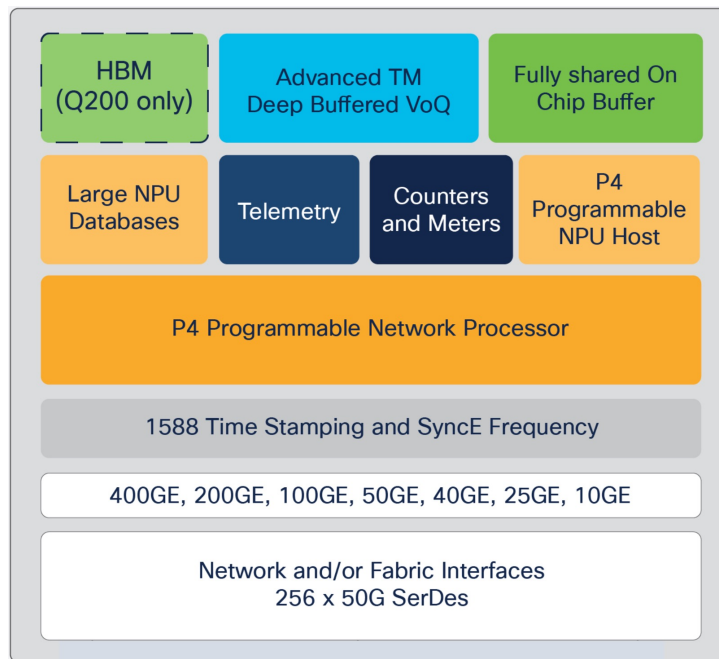 HBM
(Q200 only)
Advanced TM
Deep Buffered VoQ
Fully shared On
Chip Buffer
Large NPU
Databases
Telemetry
Counters
and Meters
P4
Programmable
NPU Host
P4 Programmable Network Processor
1588 Time Stamping and SyncE Frequency
400GE, 200GE, 100GE, 50GE, 40GE, 25GE, 10GE
Network and/or Fabric Interfaces
256 x 50G SerDes